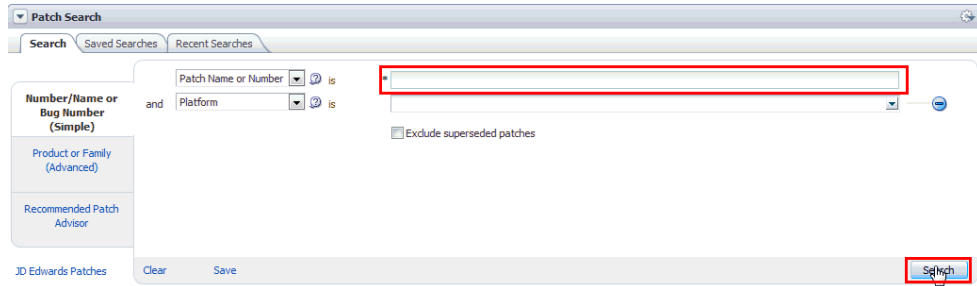 Patch Search
Search Saved Searches Recent Searches
Patch Name or Number is *
and Platform is
Exclude superseded patches
Number/Name or
Bug Number
(Simple)
Product or Family
(Advanced)
Recommended Patch
Advisor
JD Edwards Patches
Clear Save Search